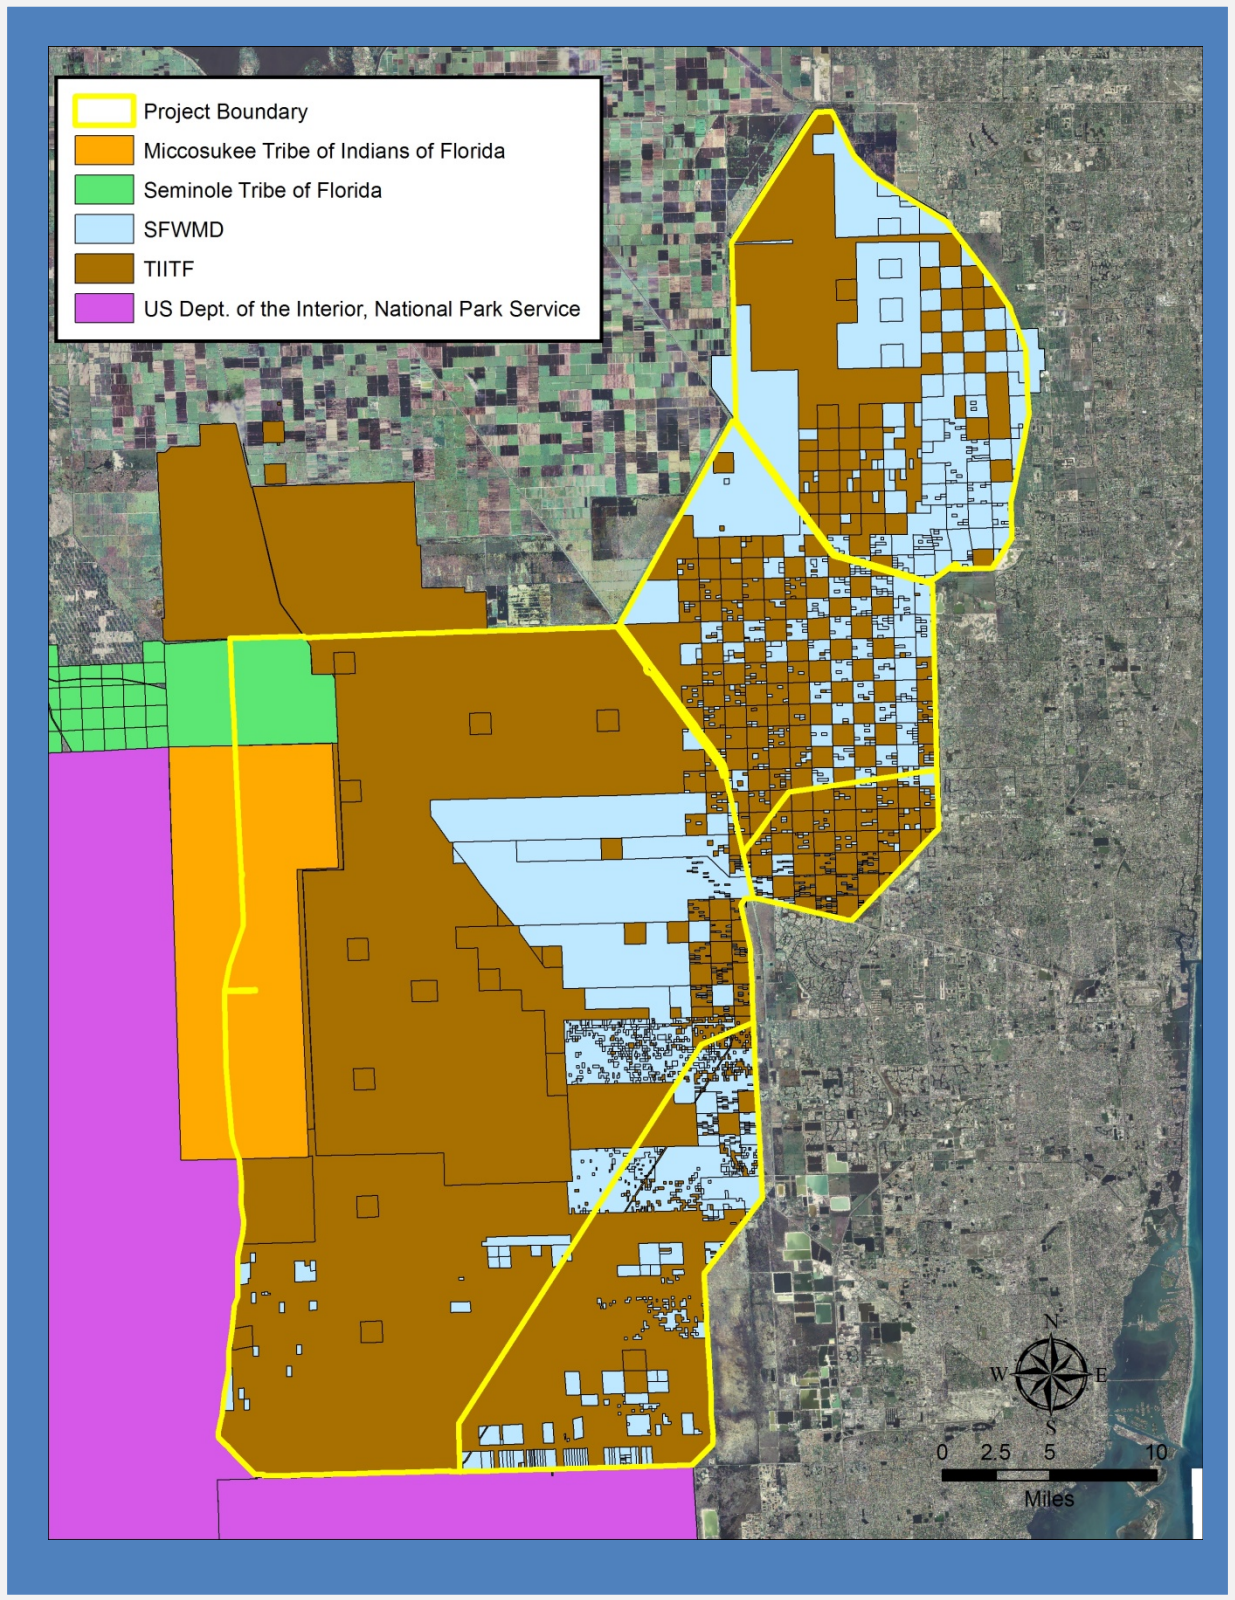 Project Boundary
Miccosukee Tribe of Indians of Florida
Seminole Tribe of Florida
SFWMD
TIITF
US Dept. of the Interior, National Park Service
N
W E
S
0 2.5 5 10
Miles